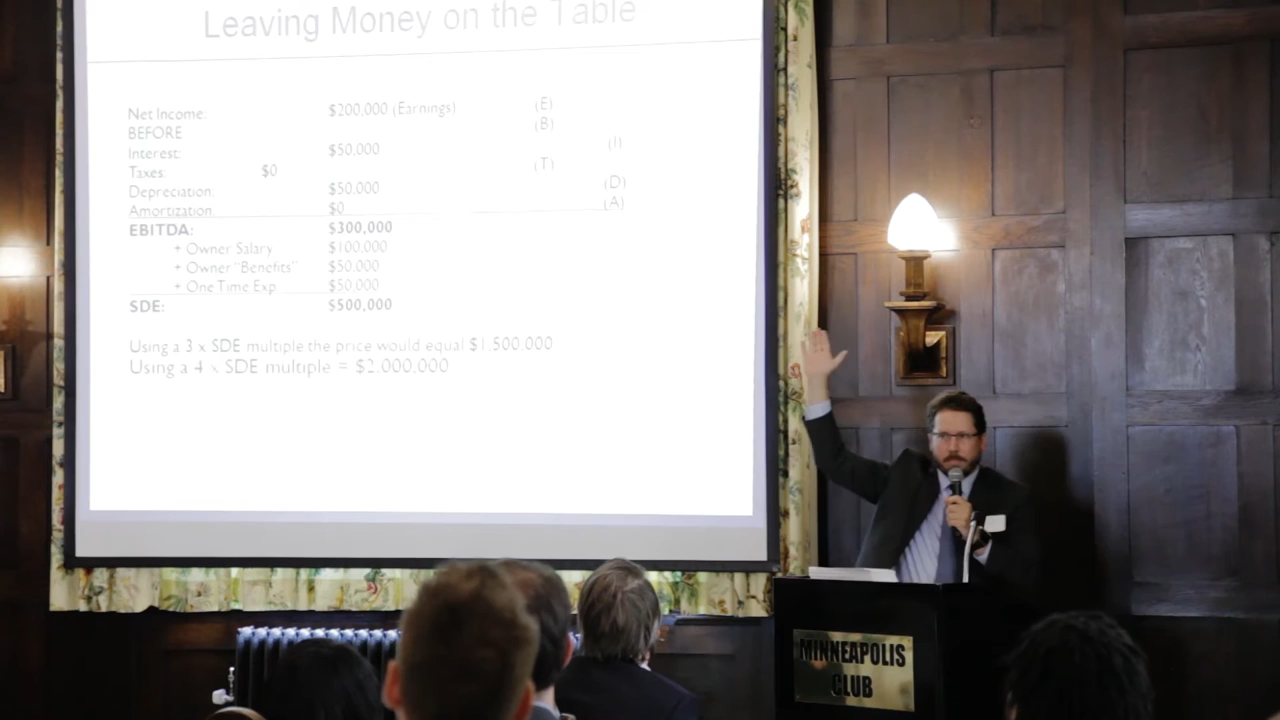 Leaving Money on the Table
Net Income: $200,000 (Earnings) (E)
BEFORE (B)
Interest: $50,000 (I)
Taxes: $0 (T)
Depreciation: $50,000 (D)
Amortization: $0 (A)
EBITDA: $300,000
+ Owner Salary $100,000
+ Owner "Benefits" $50,000
+ One Time Exp. $50,000
SDE: $500,000
Using a 3 x SDE multiple the price would equal $1,500,000
Using a 4 x SDE multiple = $2,000,000
MINNEAPOLIS
CLUB